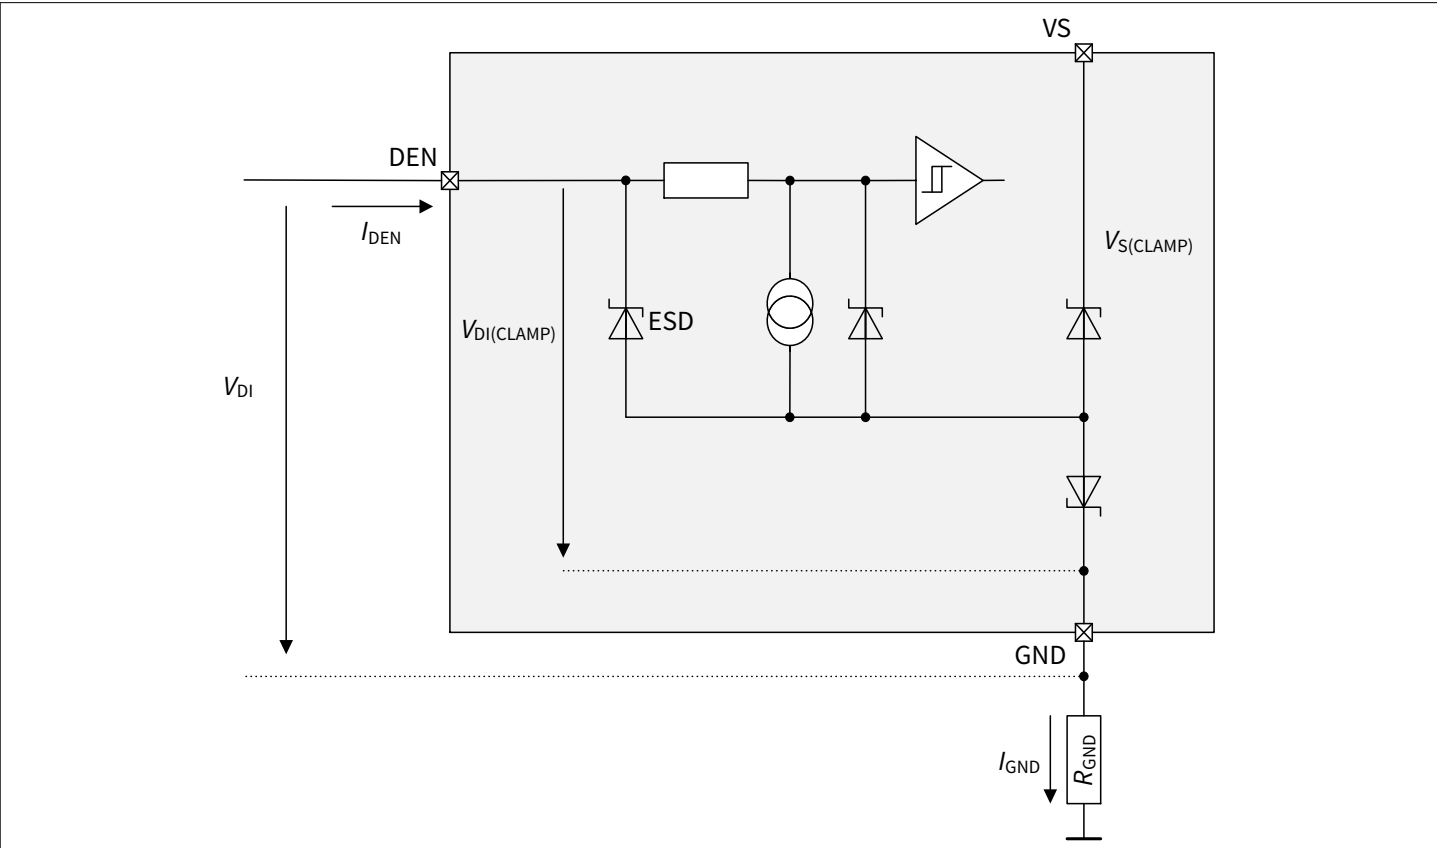 VS
DEN
IDEN
VS(CLAMP)
VDI(CLAMP)
ESD
VDI
GND
IGND
RGND